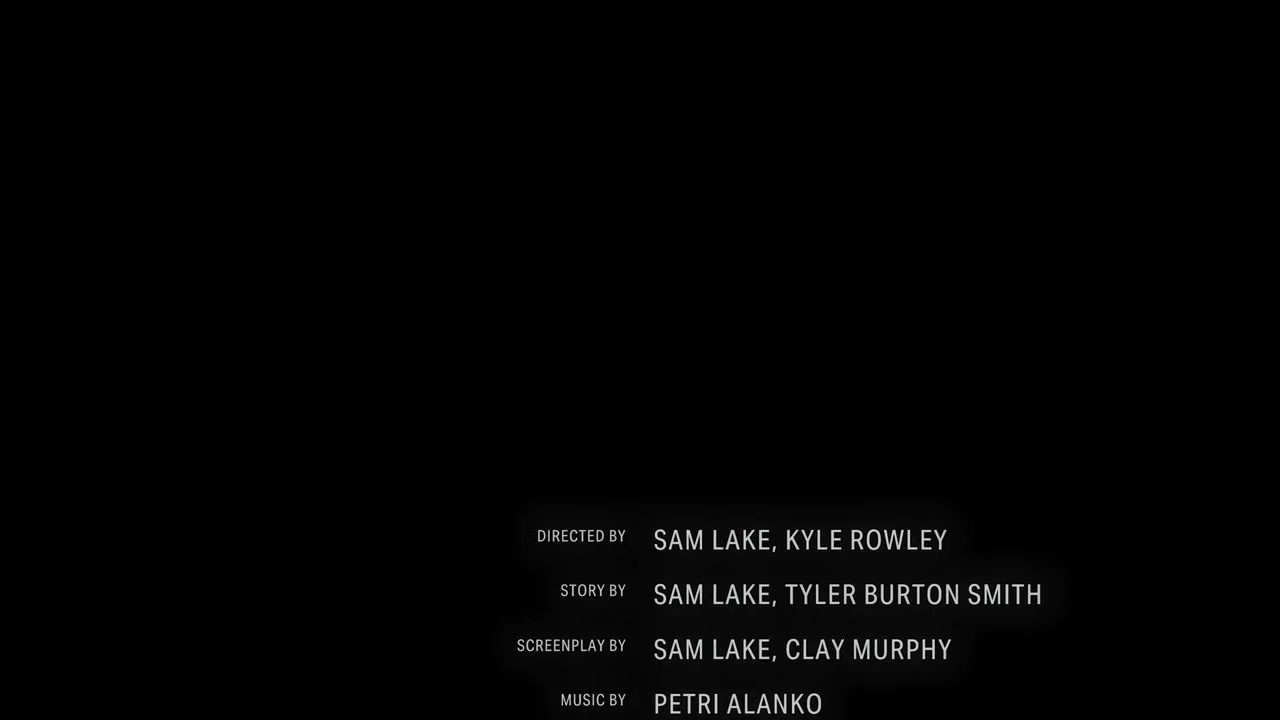 DIRECTED BY SAM LAKE, KYLE ROWLEY
STORY BY SAM LAKE, TYLER BURTON SMITH
SCREENPLAY BY SAM LAKE, CLAY MURPHY
MUSIC BY PETRI ALANKO